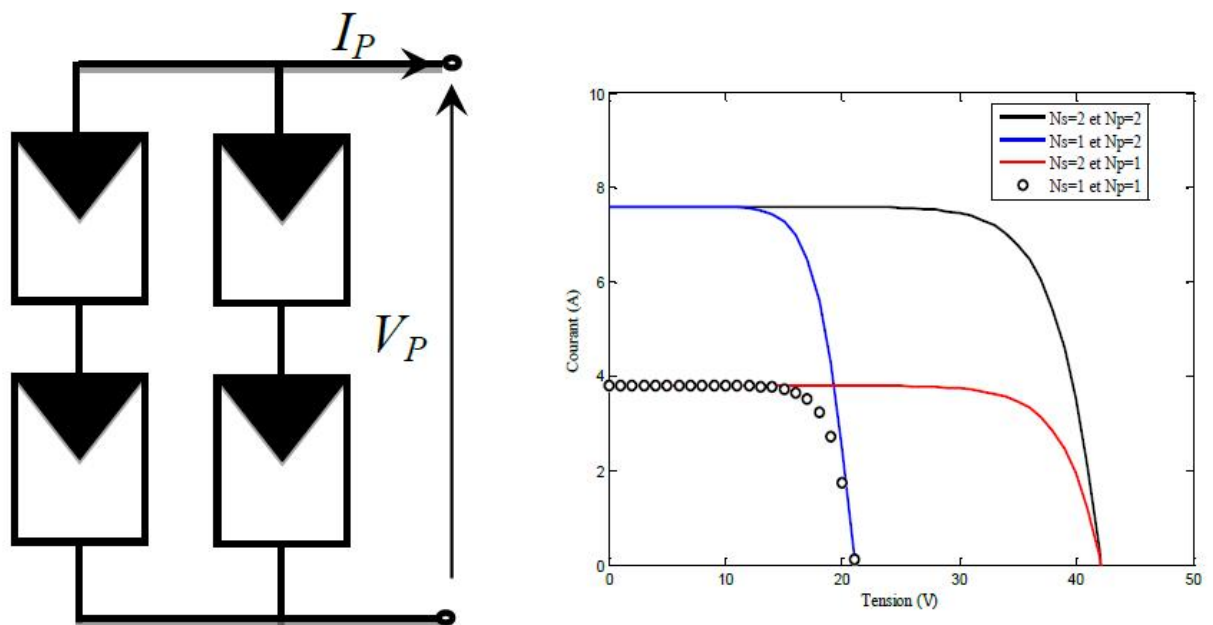 I_P
V_P
Ns=2 et Np=2
Ns=1 et Np=2
Ns=2 et Np=1
Ns=1 et Np=1
Courant (A)
10
8
6
4
2
0
0 10 20 30 40 50
Tension (V)